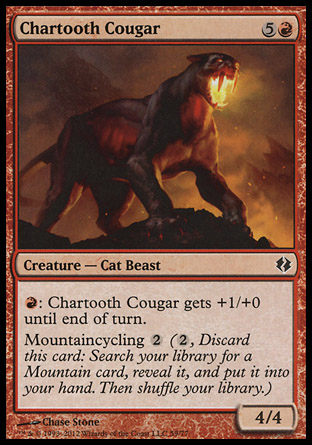 Chartooth Cougar 5
Creature — Cat Beast
: Chartooth Cougar gets +1/+0
until end of turn.
Mountaincycling 2 (2, Discard
this card: Search your library for a
Mountain card, reveal it, and put it into
your hand. Then shuffle your library.)
Chase Stone
4/4